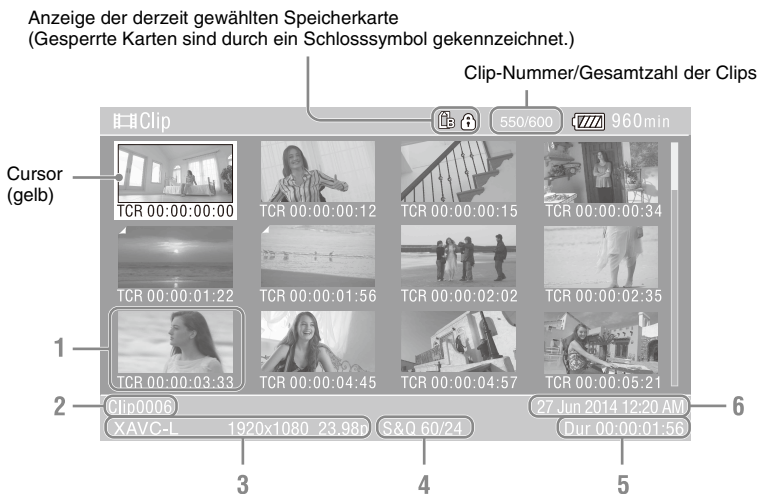 Anzeige der derzeit gewählten Speicherkarte
(Gesperrte Karten sind durch ein Schlosssymbol gekennzeichnet.)
Clip-Nummer/Gesamtzahl der Clips
Clip
B
550/600
960min
Cursor
(gelb)
TCR 00:00:00:00
TCR 00:00:00:12
TCR 00:00:00:15
TCR 00:00:00:34
TCR 00:00:01:22
TCR 00:00:01:56
TCR 00:00:02:02
TCR 00:00:02:35
1
TCR 00:00:03:33
TCR 00:00:04:45
TCR 00:00:04:57
TCR 00:00:05:21
2
Clip0006
27 Jun 2014 12:20 AM
6
XAVC-L 1920x1080 23.98p
S&Q 60/24
Dur 00:00:01:56
3
4
5